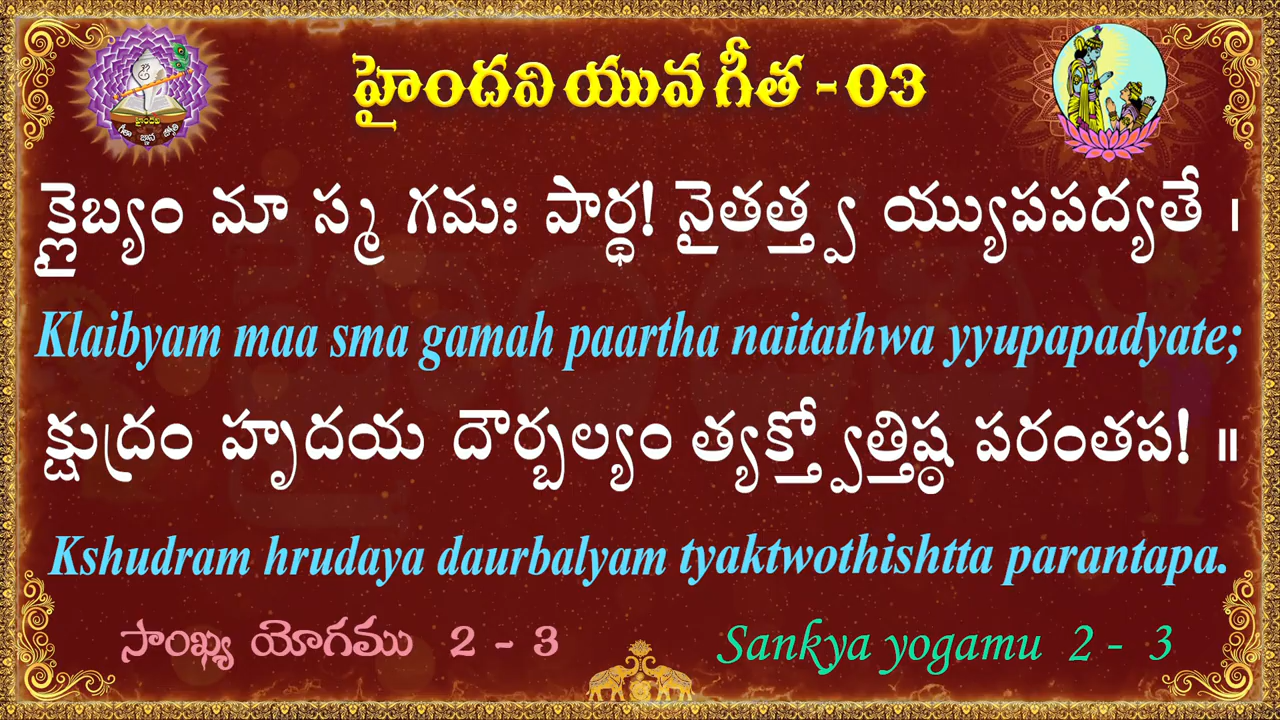 హైందవి యువ గీత - 03
క్లైబ్యం మా స్మ గమః పార్థ! నైతత్త్వ య్యుపపద్యతే ।
Klaibyam maa sma gamah paartha naitathwa yyupapadyate;
క్షుద్రం హృదయ దౌర్బల్యం త్యక్త్వోత్తిష్ఠ పరంతప! ॥
Kshudram hrudaya daurbalyam tyaktwothishtta parantapa.
సాంఖ్య యోగము 2 - 3
Sankya yogamu 2 - 3
హైందవి
గీతా జ్ఞాన జ్యోతి